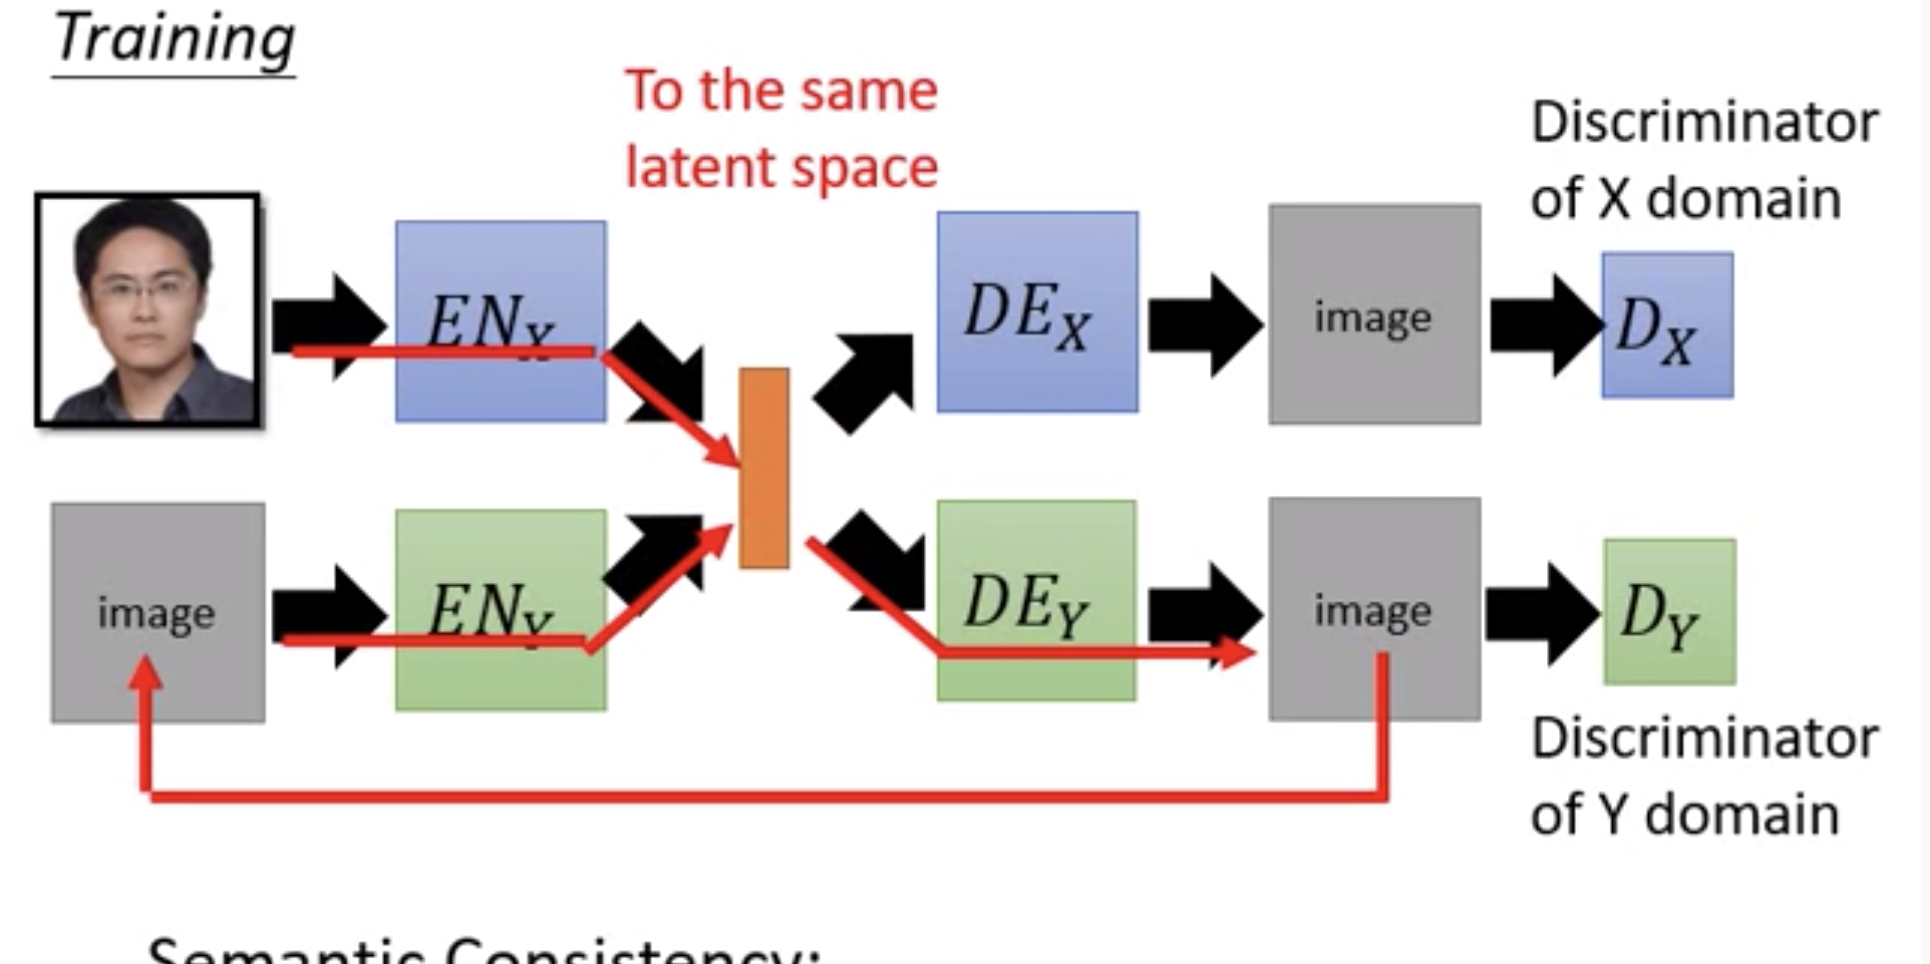 Training
To the same
latent space
Discriminator
of X domain
EN_X
DE_X
image
D_X
image
EN_Y
DE_Y
image
D_Y
Discriminator
of Y domain
Semantic Consistency: